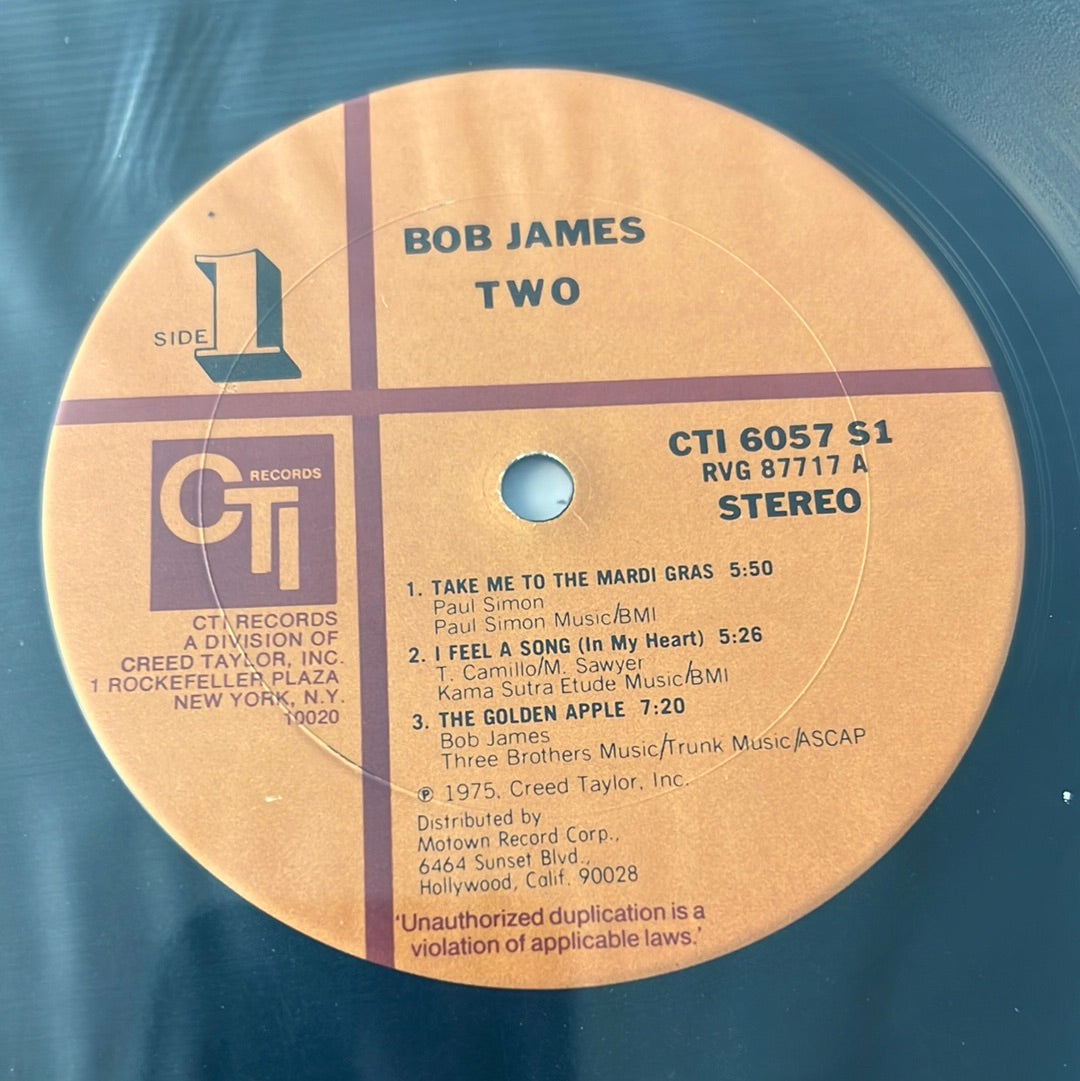 BOB JAMES
TWO
SIDE 1
CTI 6057 S1
RVG 87717 A
STEREO
CTI RECORDS
CTI RECORDS
A DIVISION OF
CREED TAYLOR, INC.
1 ROCKEFELLER PLAZA
NEW YORK, N.Y.
10020
1. TAKE ME TO THE MARDI GRAS 5:50
Paul Simon
Paul Simon Music/BMI
2. I FEEL A SONG (In My Heart) 5:26
T. Camillo/M. Sawyer
Kama Sutra Etude Music/BMI
3. THE GOLDEN APPLE 7:20
Bob James
Three Brothers Music/Trunk Music/ASCAP
℗ 1975, Creed Taylor, Inc.
Distributed by
Motown Record Corp.,
6464 Sunset Blvd.,
Hollywood, Calif. 90028
'Unauthorized duplication is a
violation of applicable laws.'